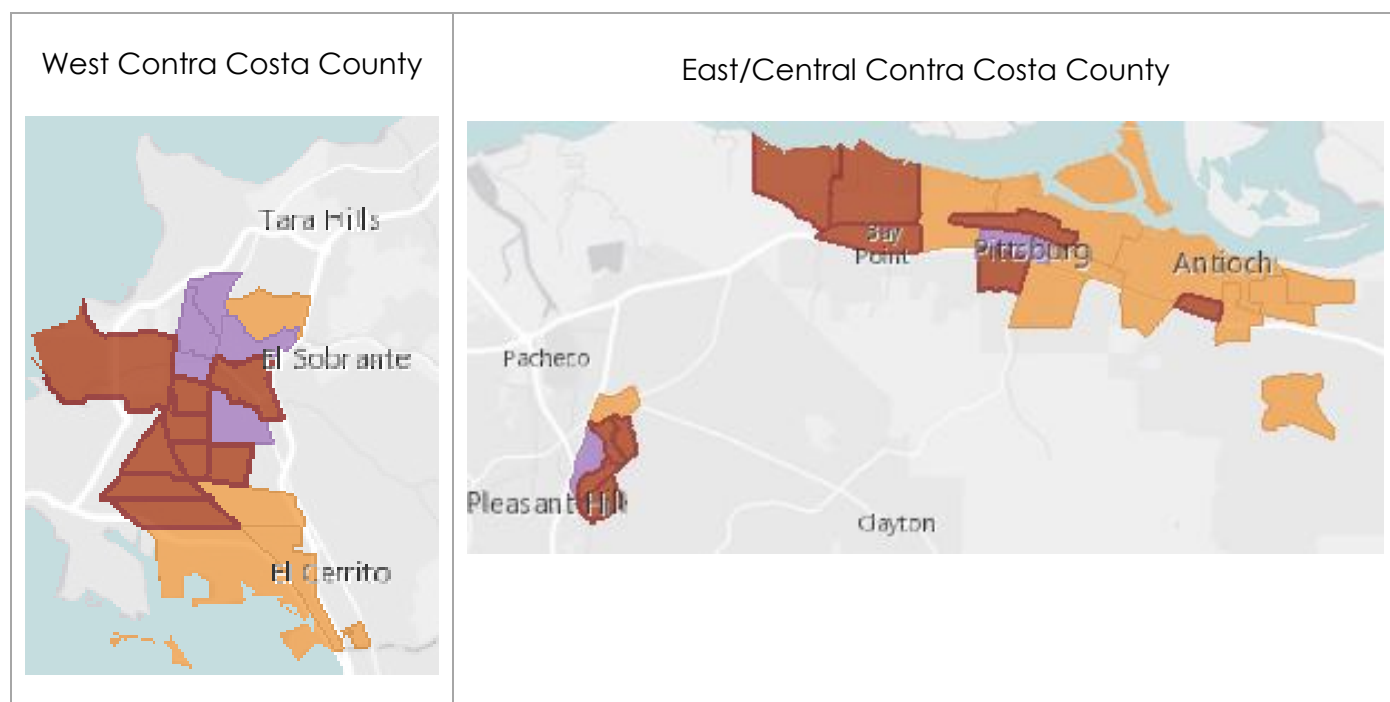 West Contra Costa County
East/Central Contra Costa County
Tara Hills
El Sobrante
El Cerrito
Bay
Point
Pittsburg
Antioch
Pacheco
Pleasant Hill
Clayton